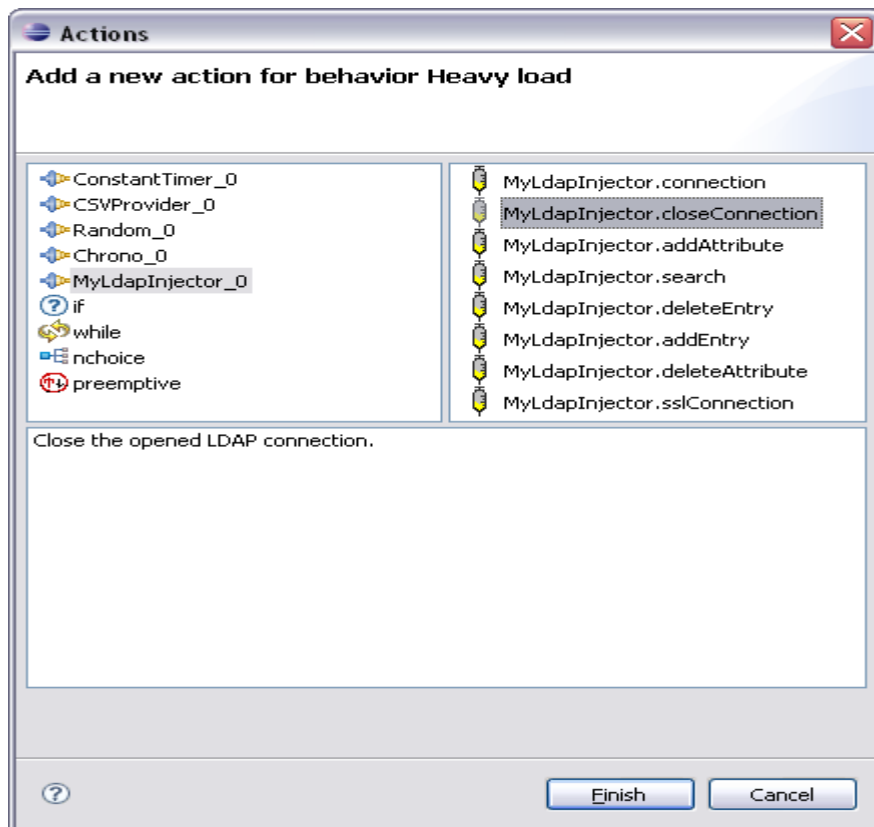 Actions
Add a new action for behavior Heavy load
ConstantTimer_0
CSVProvider_0
Random_0
Chrono_0
MyLdapInjector_0
if
while
nchoice
preemptive
MyLdapInjector.connection
MyLdapInjector.closeConnection
MyLdapInjector.addAttribute
MyLdapInjector.search
MyLdapInjector.deleteEntry
MyLdapInjector.addEntry
MyLdapInjector.deleteAttribute
MyLdapInjector.sslConnection
Close the opened LDAP connection.
Finish
Cancel